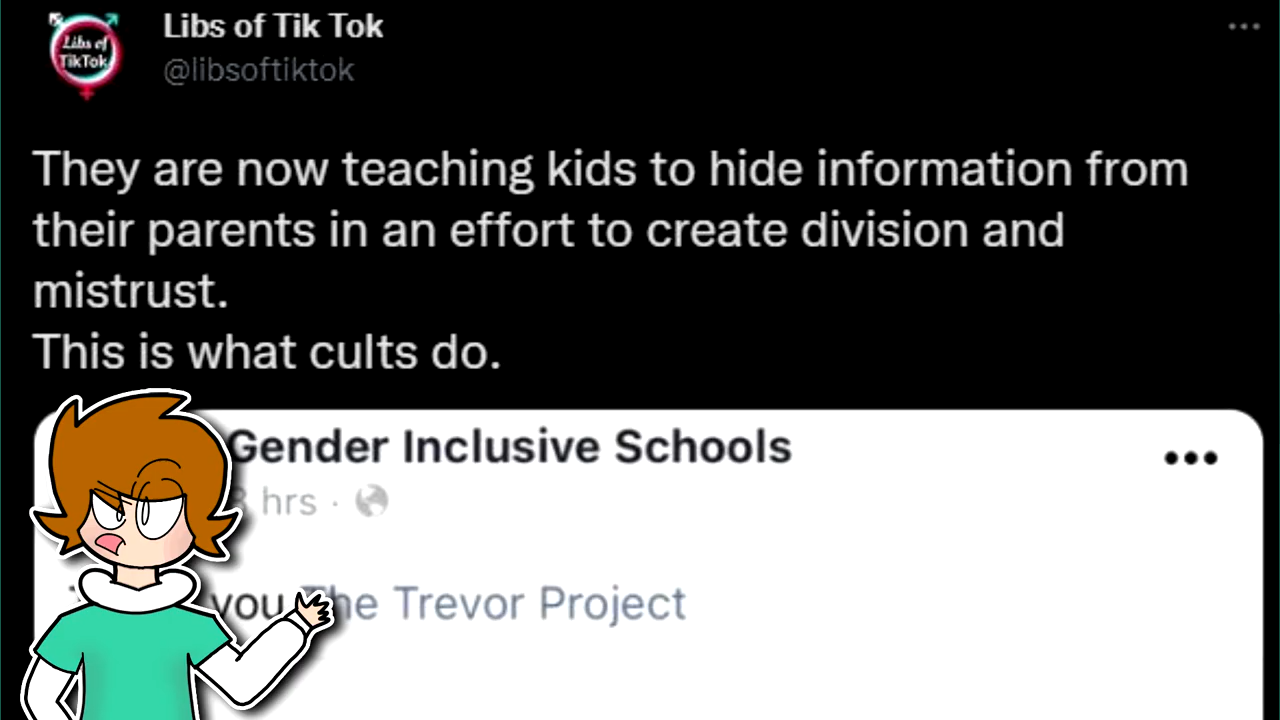 Libs of Tik Tok
Libs of
TikTok
@libsoftiktok
They are now teaching kids to hide information from
their parents in an effort to create division and
mistrust.
This is what cults do.
Gender Inclusive Schools
hrs ·
you The Trevor Project